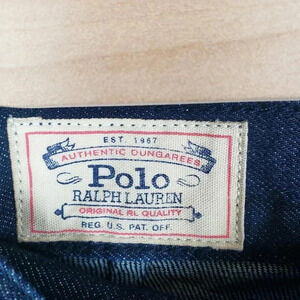 EST. 1967
AUTHENTIC DUNGAREES
Polo
RALPH LAUREN
ORIGINAL RL QUALITY
REG. U.S. PAT. OFF.